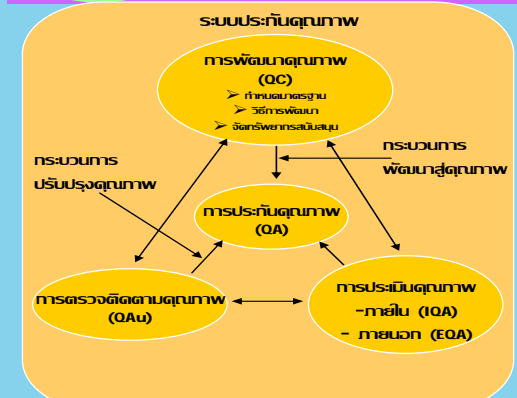 ระบบประกันคุณภาพ
การพัฒนาคุณภาพ
(QC)
➢ กำหนดมาตรฐาน
➢ วิธีการพัฒนา
➢ จัดทรัพยากรสนับสนุน
กระบวนการ
ปรับปรุงคุณภาพ
กระบวนการ
พัฒนาสู่คุณภาพ
การประกันคุณภาพ
(QA)
การตรวจติดตามคุณภาพ
(QAu)
การประเมินคุณภาพ
-ภายใน (IQA)
- ภายนอก (EQA)